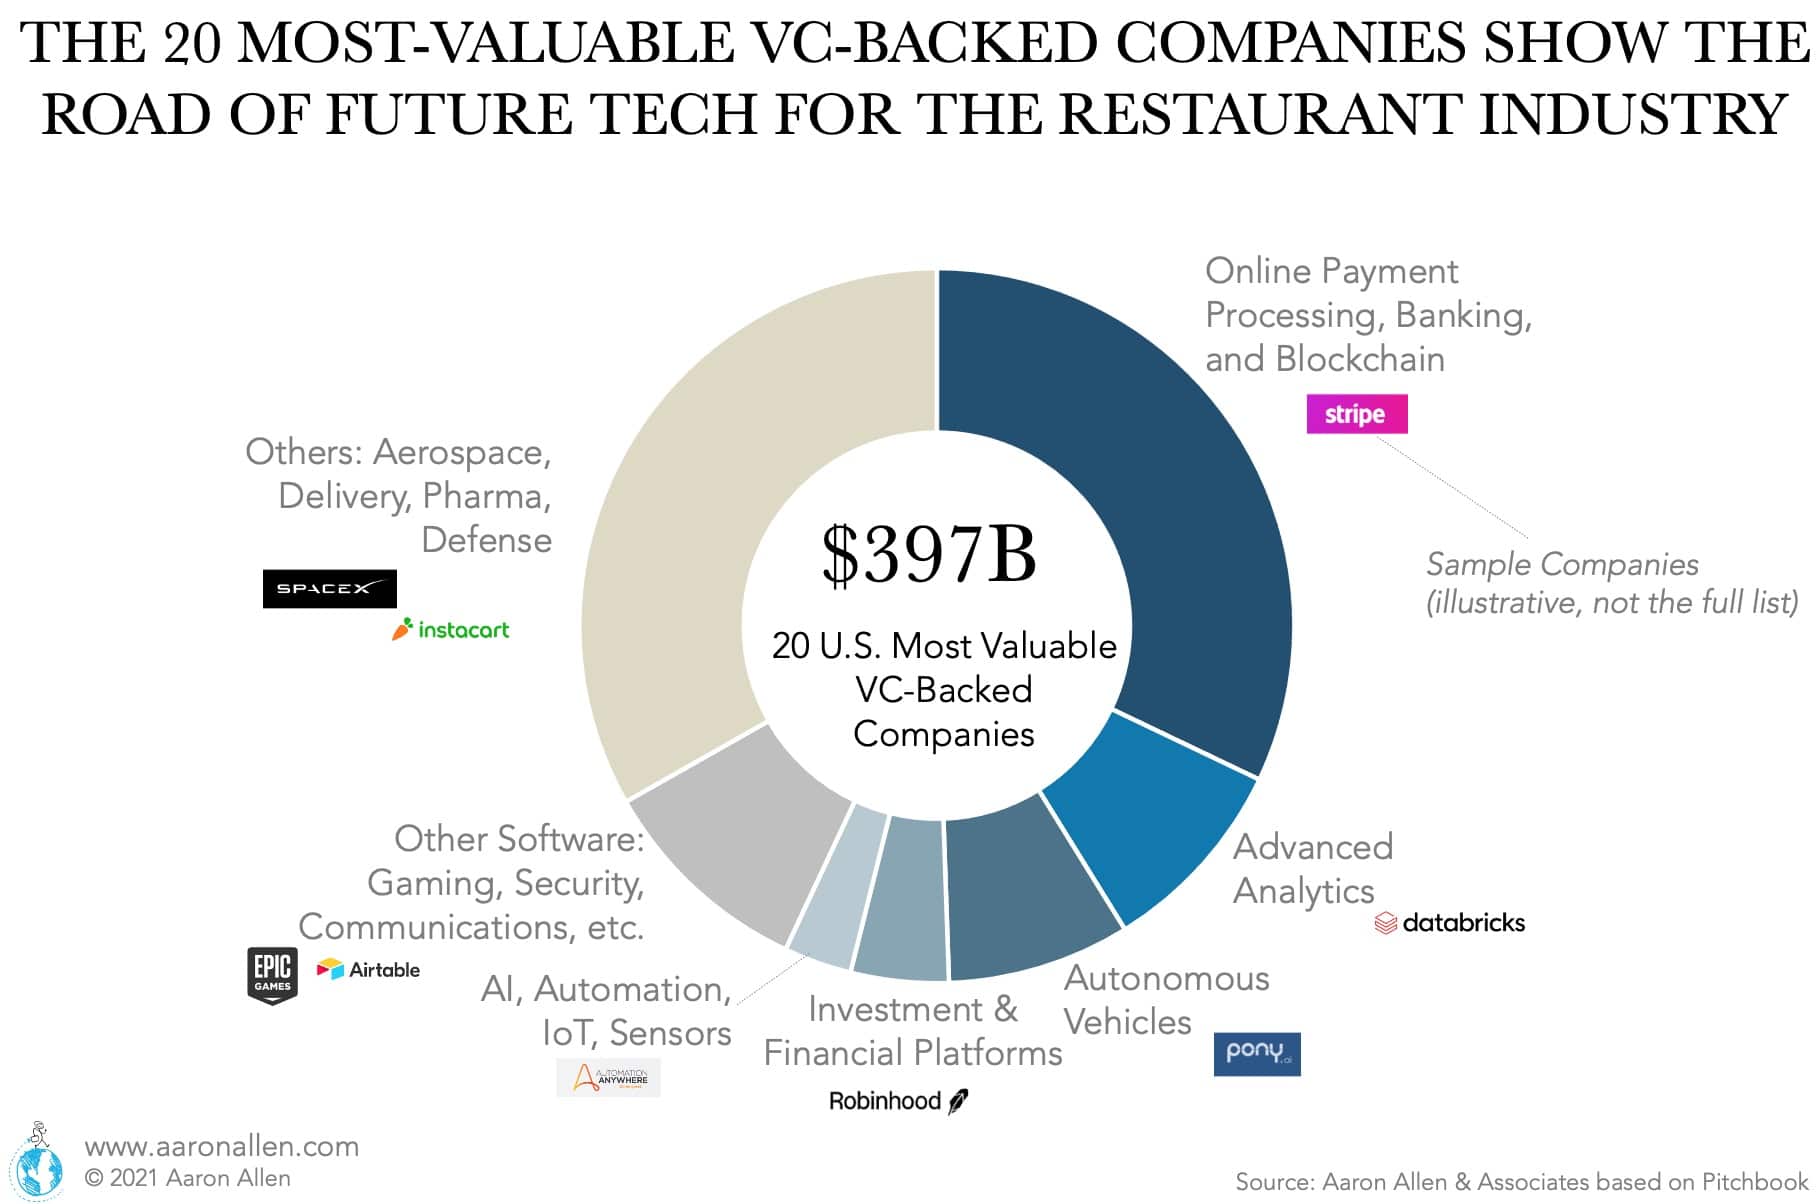 THE 20 MOST-VALUABLE VC-BACKED COMPANIES SHOW THE
ROAD OF FUTURE TECH FOR THE RESTAURANT INDUSTRY
Online Payment
Processing, Banking,
and Blockchain
stripe
Sample Companies
(illustrative, not the full list)
Others: Aerospace,
Delivery, Pharma,
Defense
SPACEX
instacart
$397B
20 U.S. Most Valuable
VC-Backed
Companies
Advanced
Analytics
databricks
Other Software:
Gaming, Security,
Communications, etc.
EPIC
GAMES
Airtable
AI, Automation,
IoT, Sensors
AUTOMATION
ANYWHERE
Investment &
Financial Platforms
Robinhood
Autonomous
Vehicles
pony.ai
www.aaronallen.com
© 2021 Aaron Allen
Source: Aaron Allen & Associates based on Pitchbook